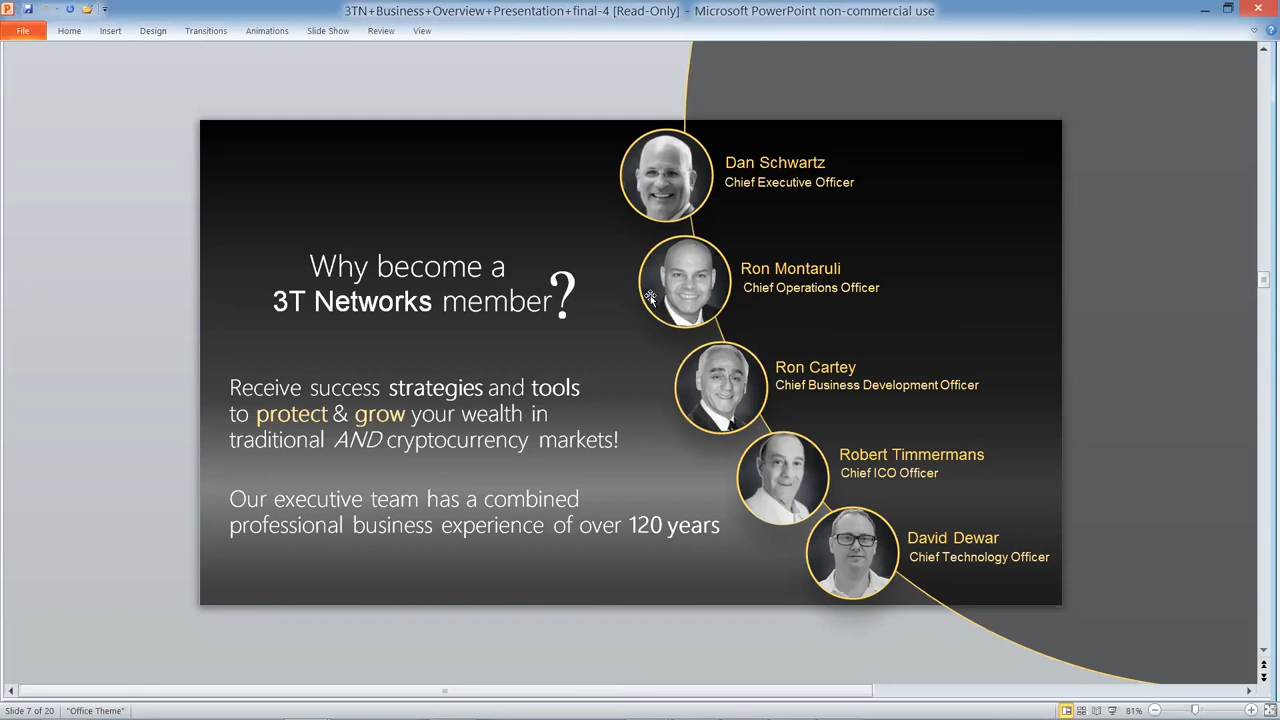 3TN+Business+Overview+Presentation+final-4 [Read-Only] - Microsoft PowerPoint non-commercial use
File Home Insert Design Transitions Animations Slide Show Review View
Dan Schwartz
Chief Executive Officer
Why become a
3T Networks member?
Ron Montaruli
Chief Operations Officer
Ron Cartey
Chief Business Development Officer
Receive success strategies and tools
to protect & grow your wealth in
traditional AND cryptocurrency markets!
Robert Timmermans
Chief ICO Officer
Our executive team has a combined
professional business experience of over 120 years
David Dewar
Chief Technology Officer
Slide 7 of 20 "Office Theme" 81%